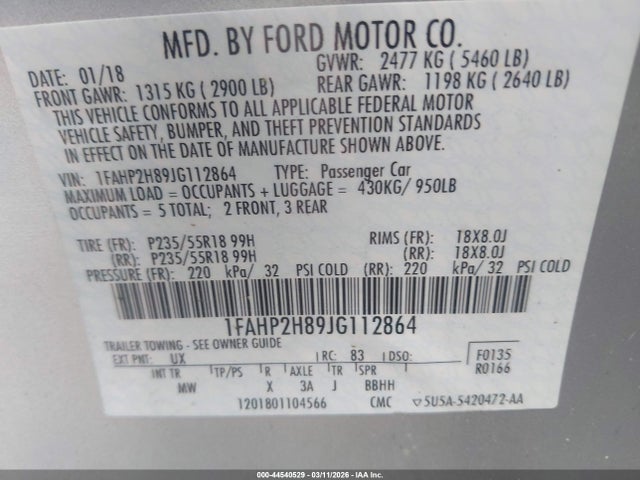 MFD. BY FORD MOTOR CO.
DATE: 01/18 GVWR: 2477 KG ( 5460 LB)
FRONT GAWR: 1315 KG ( 2900 LB) REAR GAWR: 1198 KG ( 2640 LB)
THIS VEHICLE CONFORMS TO ALL APPLICABLE FEDERAL MOTOR
VEHICLE SAFETY, BUMPER, AND THEFT PREVENTION STANDARDS
IN EFFECT ON THE DATE OF MANUFACTURE SHOWN ABOVE.
VIN: 1FAHP2H89JG112864 TYPE: Passenger Car
MAXIMUM LOAD = OCCUPANTS + LUGGAGE = 430KG/ 950LB
OCCUPANTS = 5 TOTAL; 2 FRONT, 3 REAR
TIRE (FR): P235/55R18 99H RIMS (FR): 18X8.0J
(RR): P235/55R18 99H (RR): 18X8.0J
PRESSURE (FR): 220 kPa/ 32 PSI COLD (RR): 220 kPa/ 32 PSI COLD
1FAHP2H89JG112864
TRAILER TOWING - SEE OWNER GUIDE
EXT PNT: UX RC: 83 DSO: F0135
INT TR TP/PS R AXLE TR SPR R0166
MW X 3A J BBHH
1201801104566 CMC ▽5U5A-5420472-AA
000-44540529 - 03/11/2026 - IAA Inc.